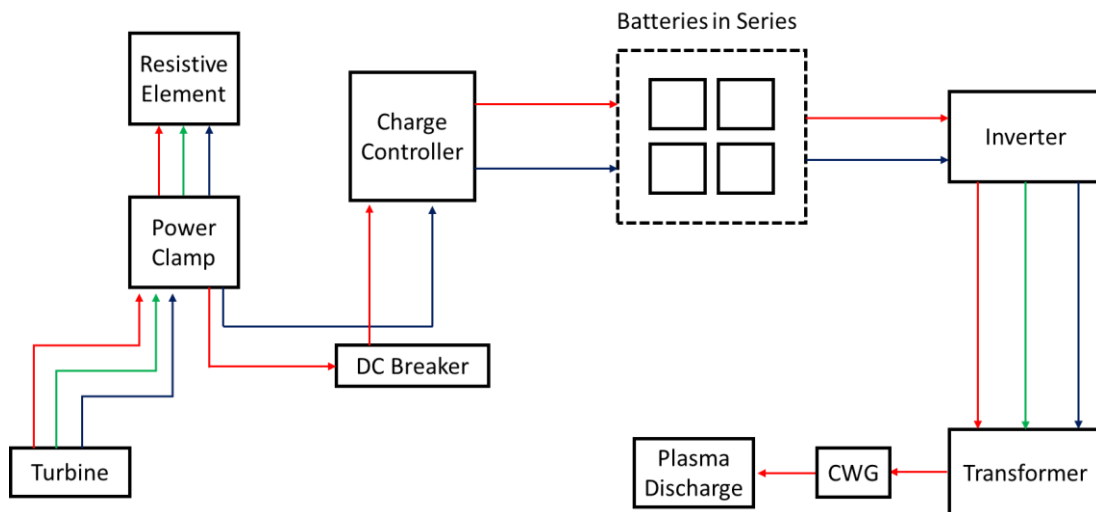 Batteries in Series
Resistive
Element
Charge
Controller
Inverter
Power
Clamp
DC Breaker
Turbine
Plasma
Discharge
CWG
Transformer